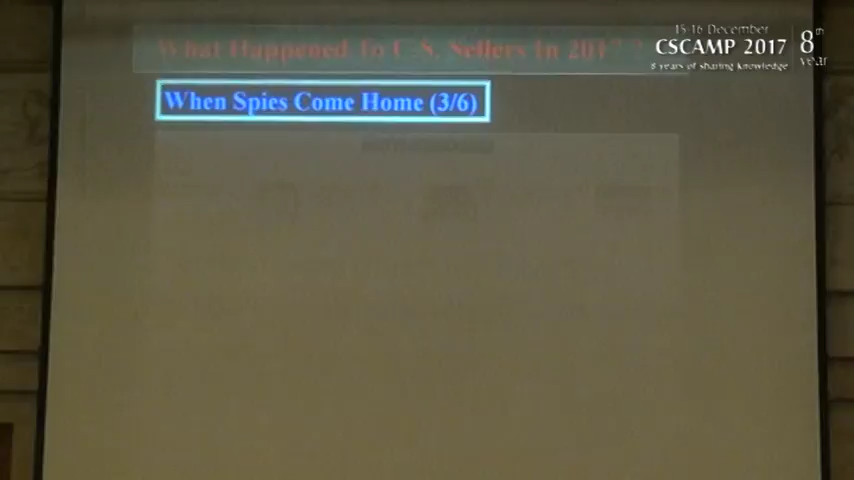 15-16 December
CSCAMP 2017
8 years of sharing knowledge
8th
year
What Happened To C.S. Sellers In 2017 ?
When Spies Come Home (3/6)